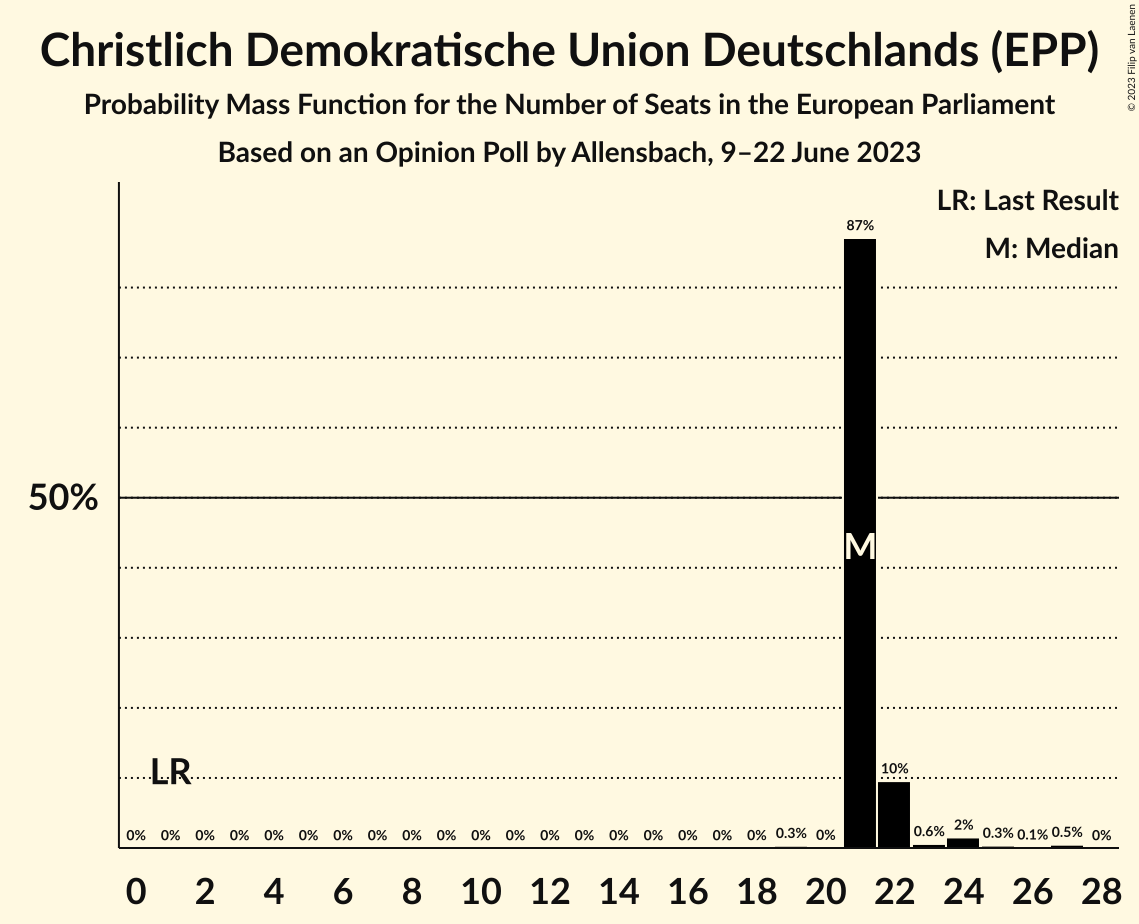 Christlich Demokratische Union Deutschlands (EPP)
Probability Mass Function for the Number of Seats in the European Parliament
Based on an Opinion Poll by Allensbach, 9–22 June 2023
© 2023 Filip van Laenen
LR: Last Result
M: Median
87%
50%
M
LR
10%
0% 0% 0% 0% 0% 0% 0% 0% 0% 0% 0% 0% 0% 0% 0% 0% 0% 0% 0% 0.3% 0% 0.6% 2% 0.3% 0.1% 0.5% 0%
0 2 4 6 8 10 12 14 16 18 20 22 24 26 28